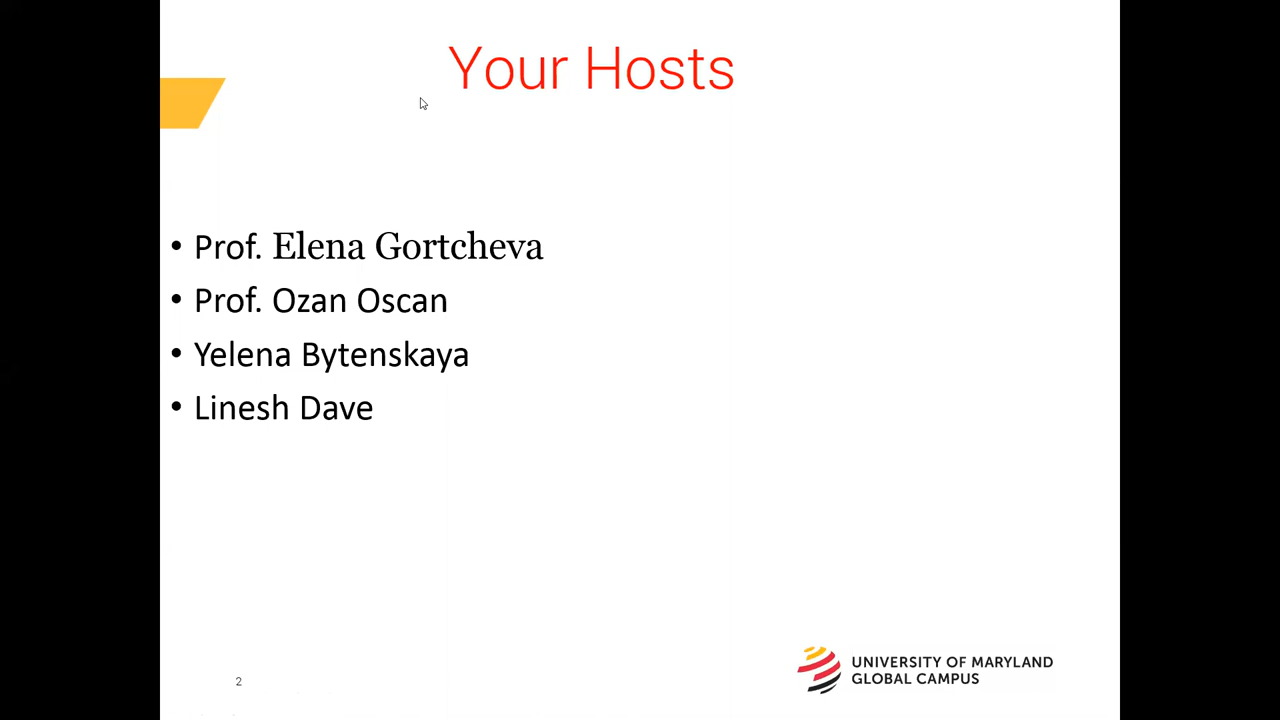 Your Hosts
• Prof. Elena Gortcheva
• Prof. Ozan Oscan
• Yelena Bytenskaya
• Linesh Dave
2
UNIVERSITY OF MARYLAND
GLOBAL CAMPUS